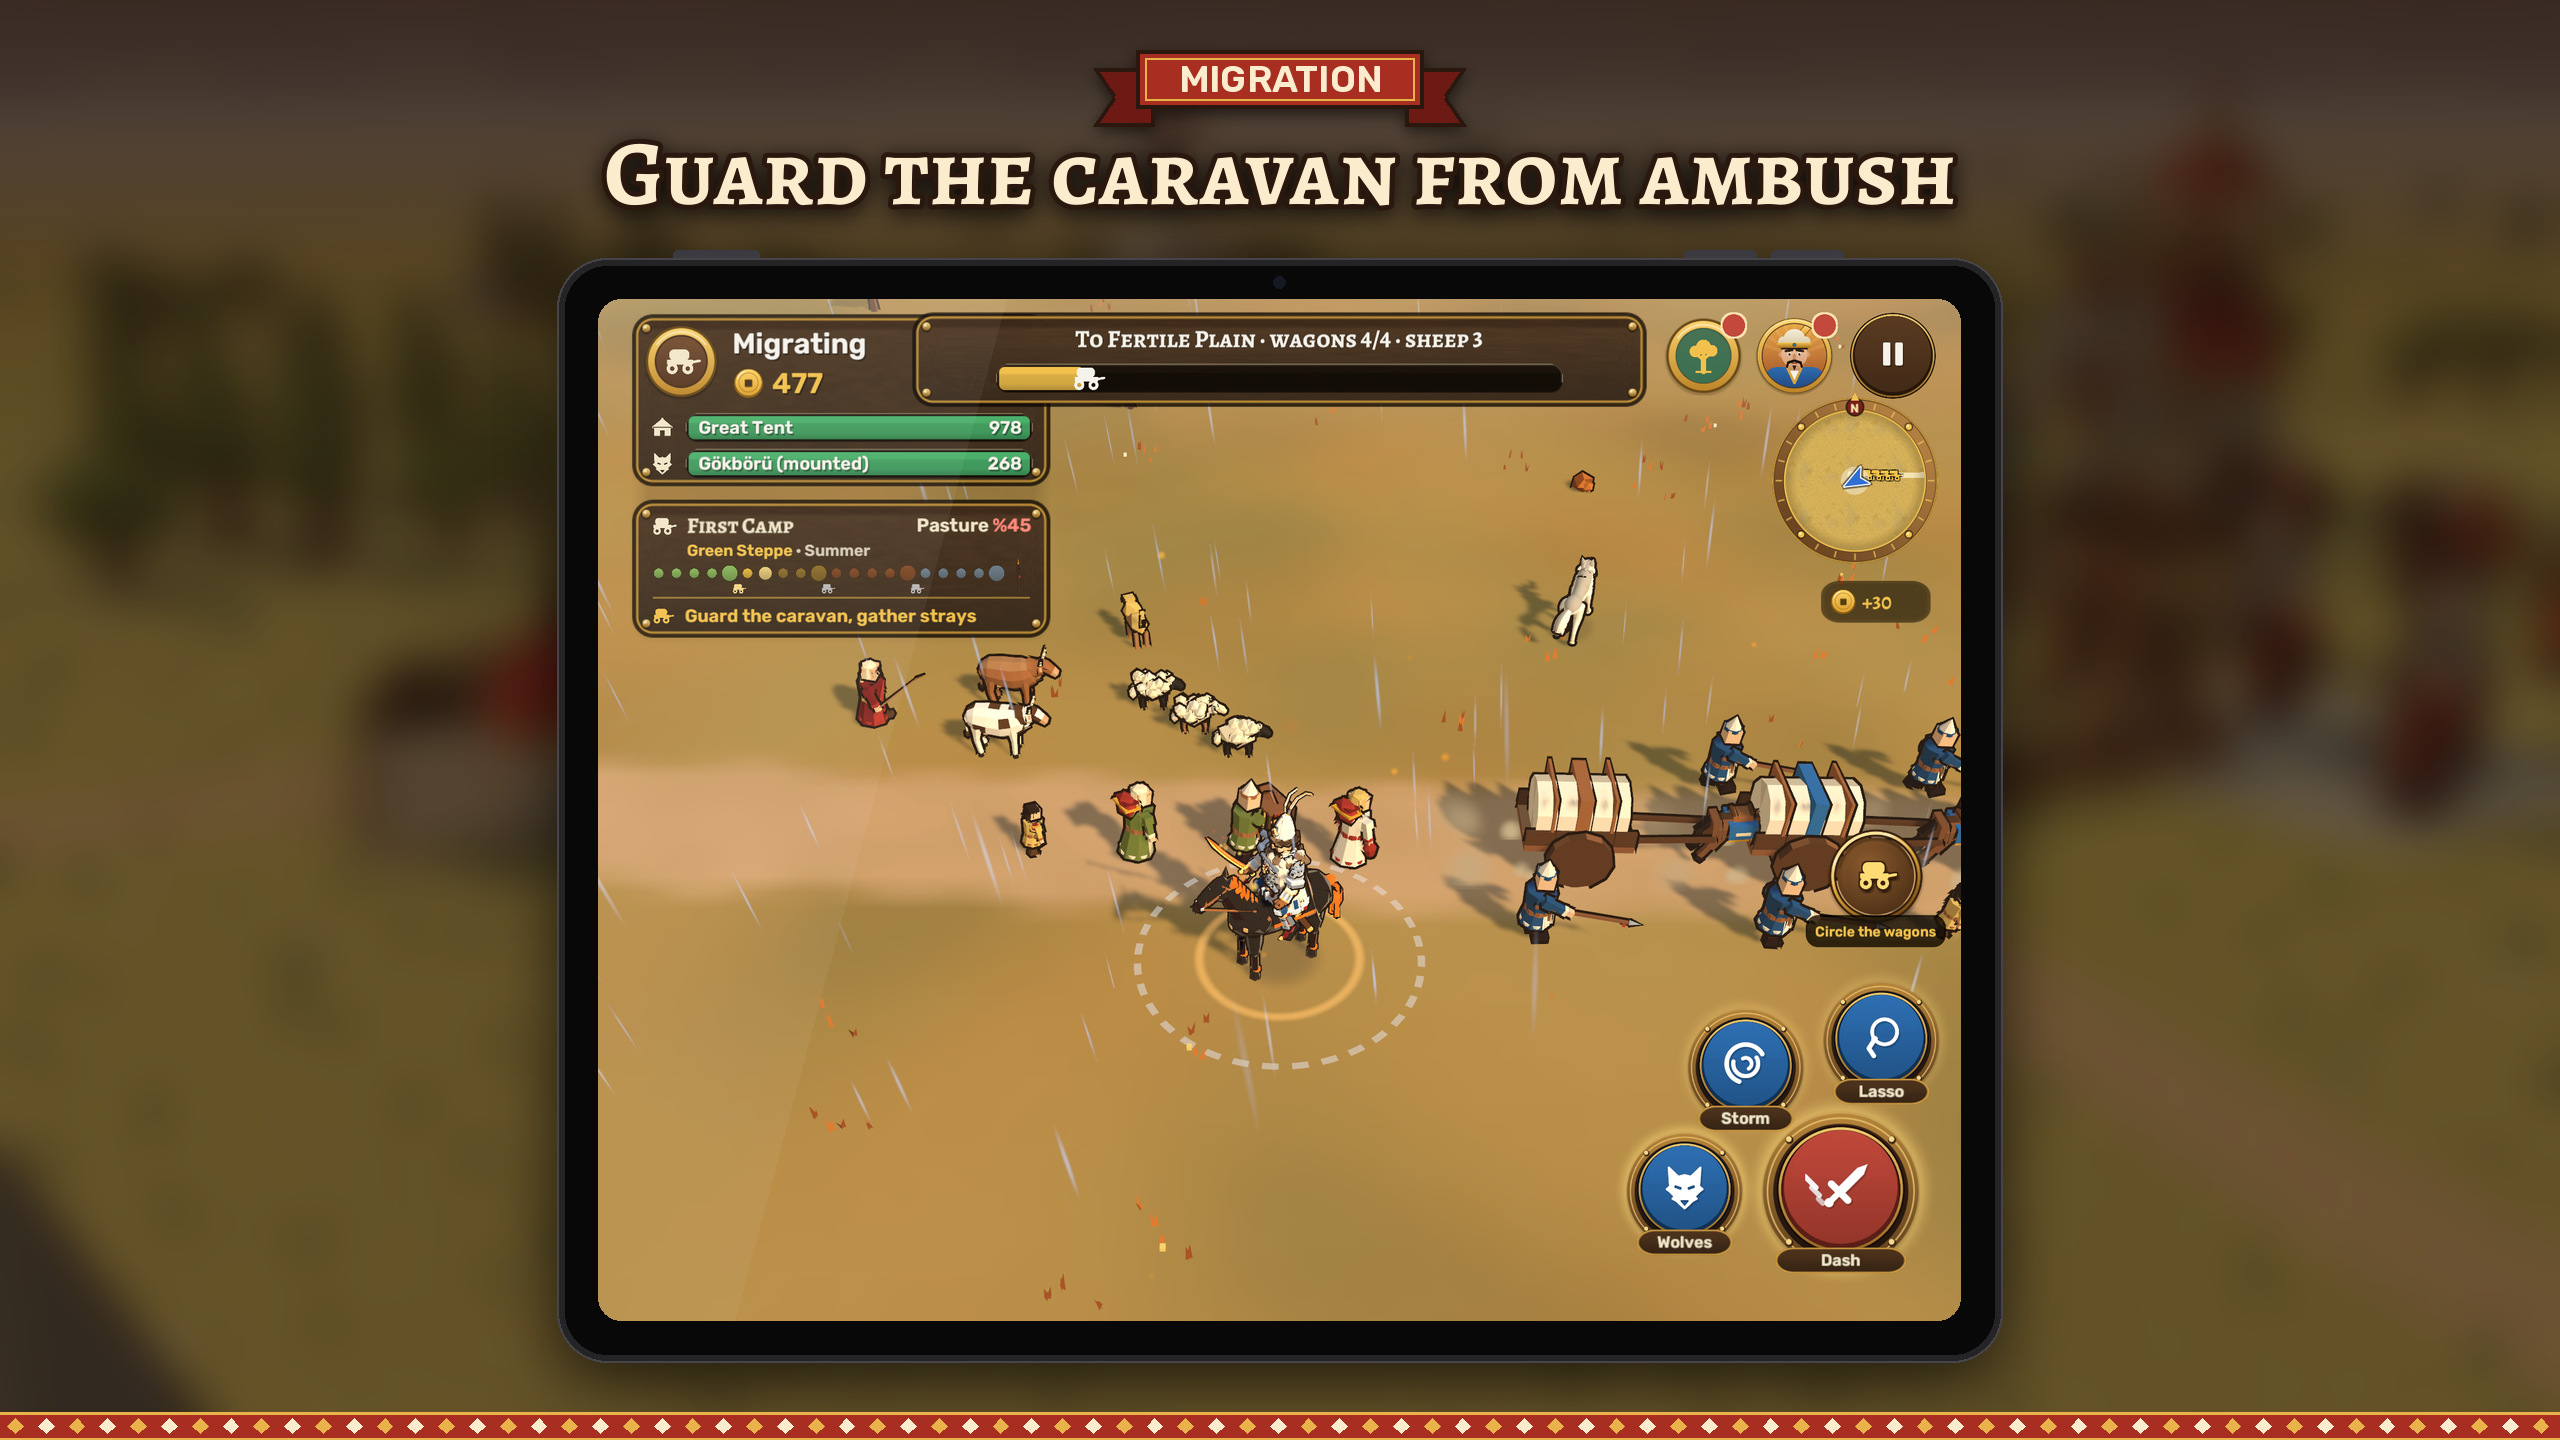 MIGRATION
GUARD THE CARAVAN FROM AMBUSH
Migrating
477
TO FERTILE PLAIN · WAGONS 4/4 · SHEEP 3
Great Tent 978
Gökbörü (mounted) 268
N
FIRST CAMP Pasture %45
Green Steppe · Summer
Guard the caravan, gather strays
+30
Circle the wagons
Lasso
Storm
Wolves
Dash